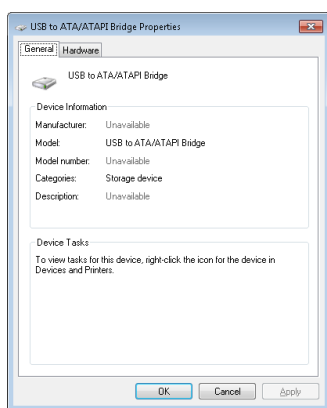 USB to ATA/ATAPI Bridge Properties
General Hardware
USB to ATA/ATAPI Bridge
Device Information
Manufacturer: Unavailable
Model: USB to ATA/ATAPI Bridge
Model number: Unavailable
Categories: Storage device
Description: Unavailable
Device Tasks
To view tasks for this device, right-click the icon for the device in
Devices and Printers.
OK Cancel Apply